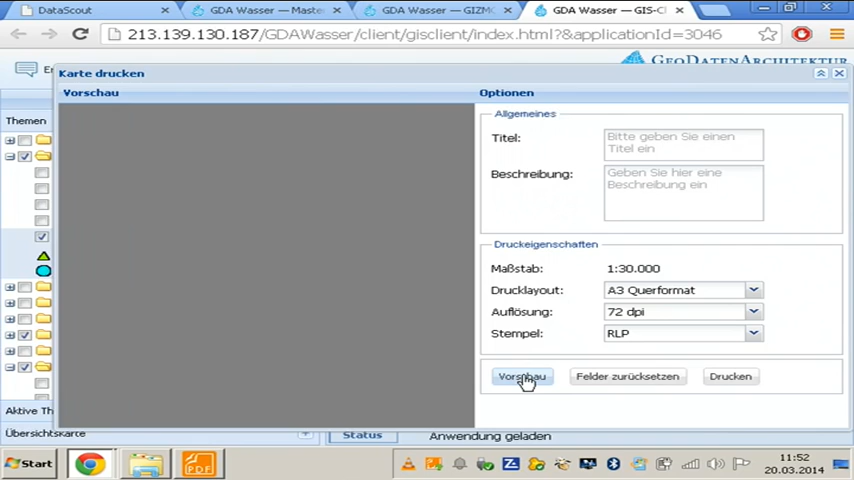 DataScout
GDA Wasser — Maste
GDA Wasser — GIZMO
GDA Wasser — GIS-C
213.139.130.187/GDAWasser/client/gisclient/index.html?&applicationId=3046
GEODATENARCHITEKTUR
Karte drucken
Vorschau
Optionen
Themen
Allgemeines
Titel:
Bitte geben Sie einen
Titel ein
Beschreibung:
Geben Sie hier eine
Beschreibung ein
Druckeigenschaften
Maßstab:
1:30.000
Drucklayout:
A3 Querformat
Auflösung:
72 dpi
Stempel:
RLP
Vorschau
Felder zurücksetzen
Drucken
Aktive Th
Übersichtskarte
Status
Anwendung geladen
Start
PDF
11:52
20.03.2014